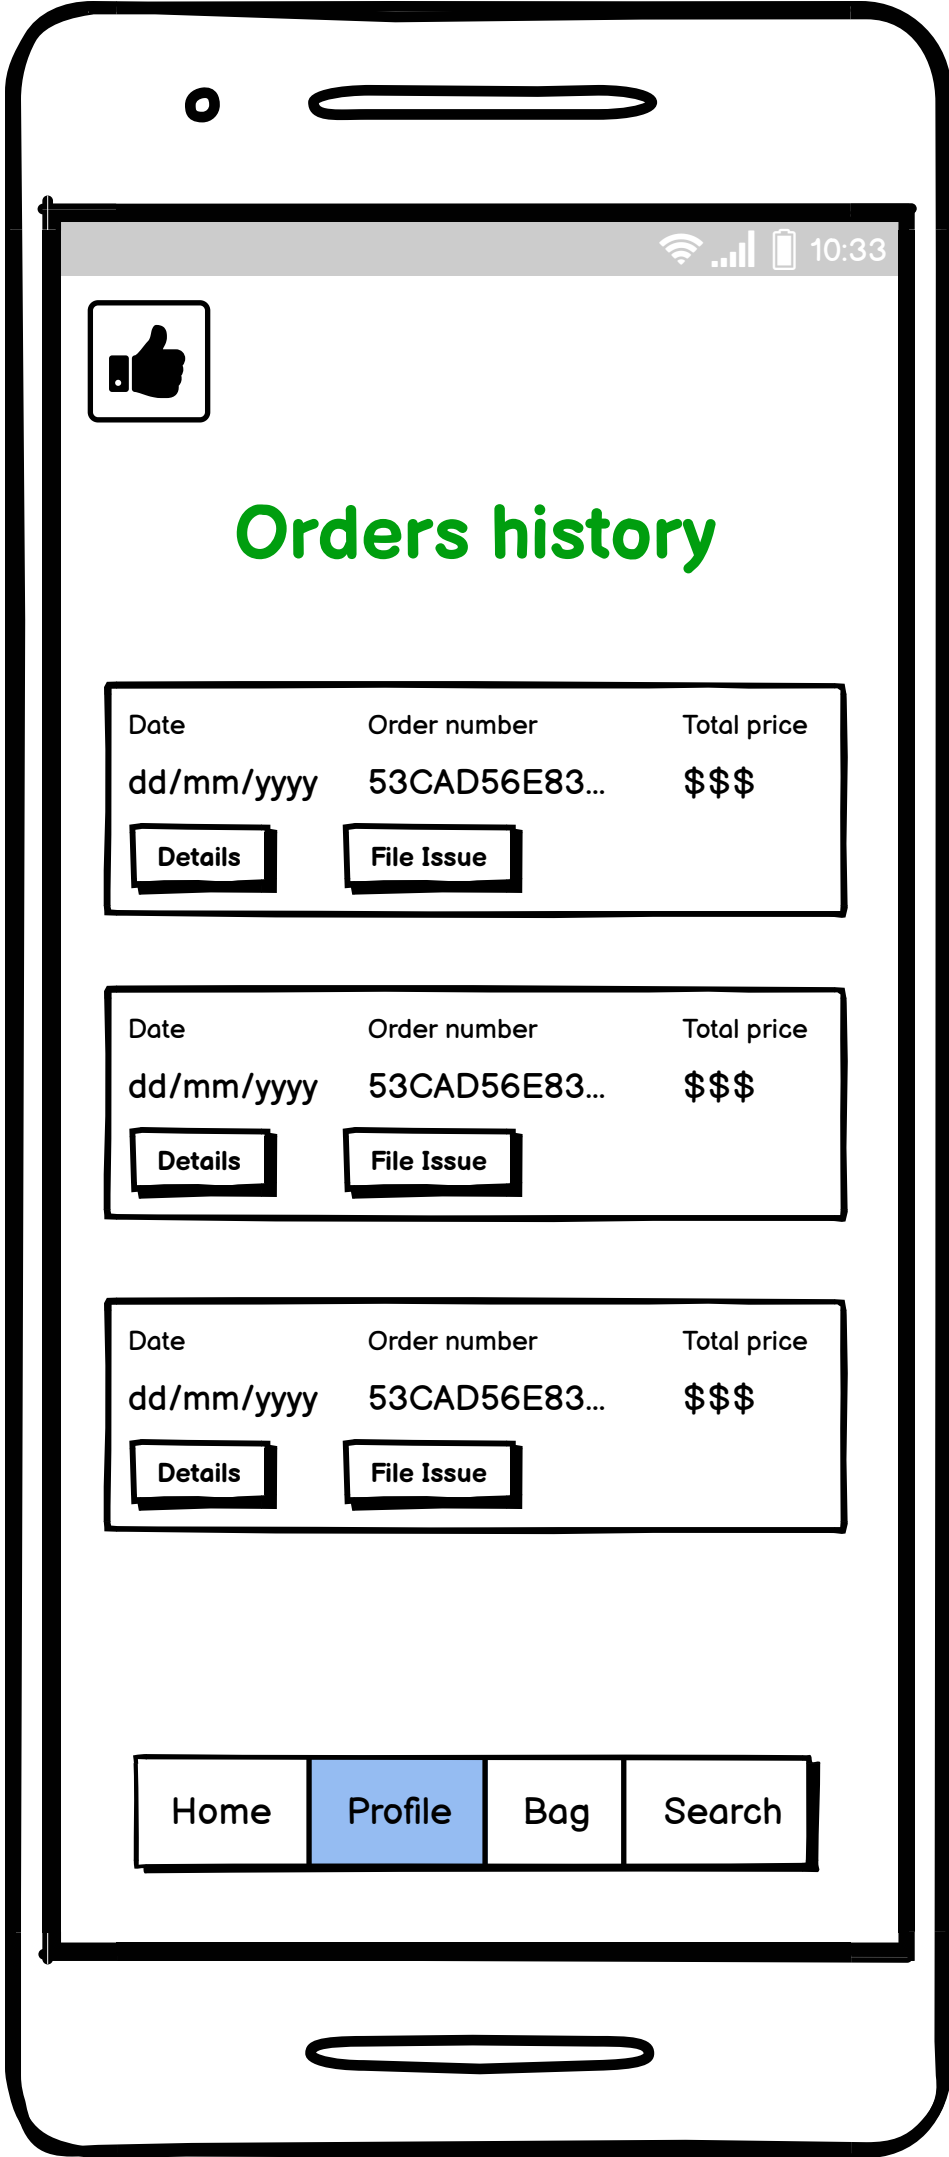 10:33
Orders history
Date Order number Total price
dd/mm/yyyy 53CAD56E83... $$$
Details File Issue
Date Order number Total price
dd/mm/yyyy 53CAD56E83... $$$
Details File Issue
Date Order number Total price
dd/mm/yyyy 53CAD56E83... $$$
Details File Issue
Home Profile Bag Search